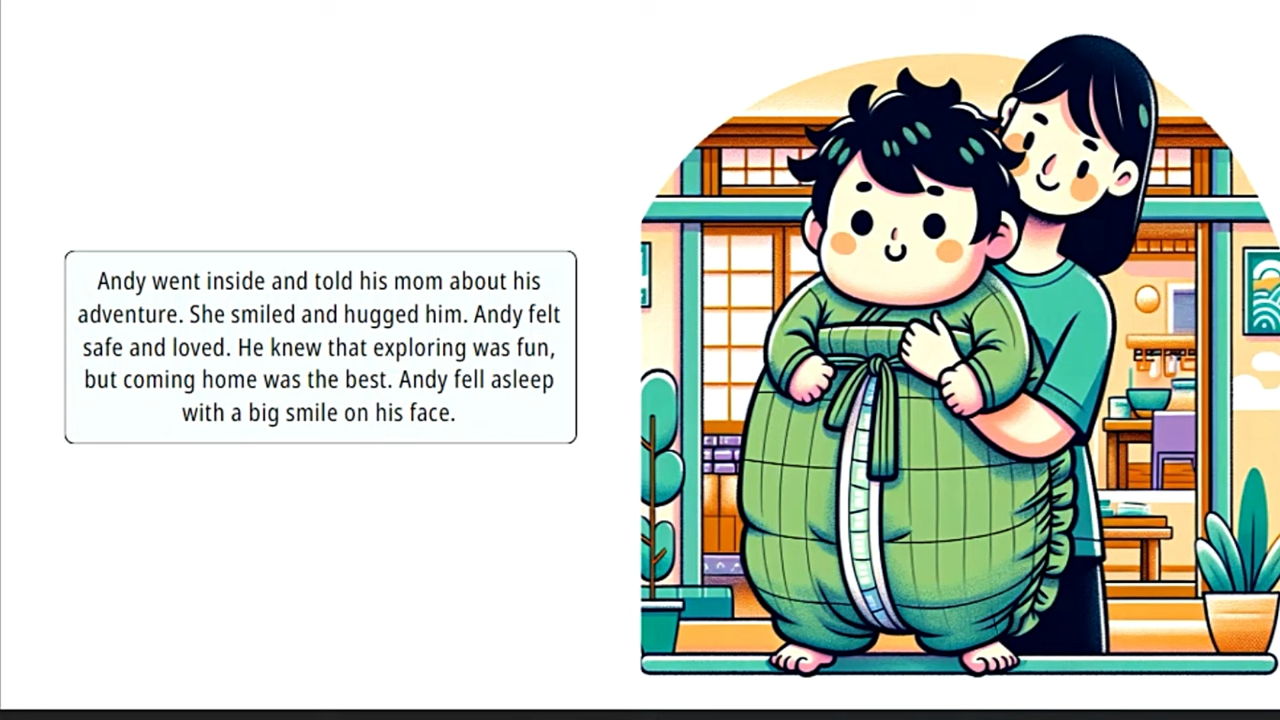 Andy went inside and told his mom about his
adventure. She smiled and hugged him. Andy felt
safe and loved. He knew that exploring was fun,
but coming home was the best. Andy fell asleep
with a big smile on his face.